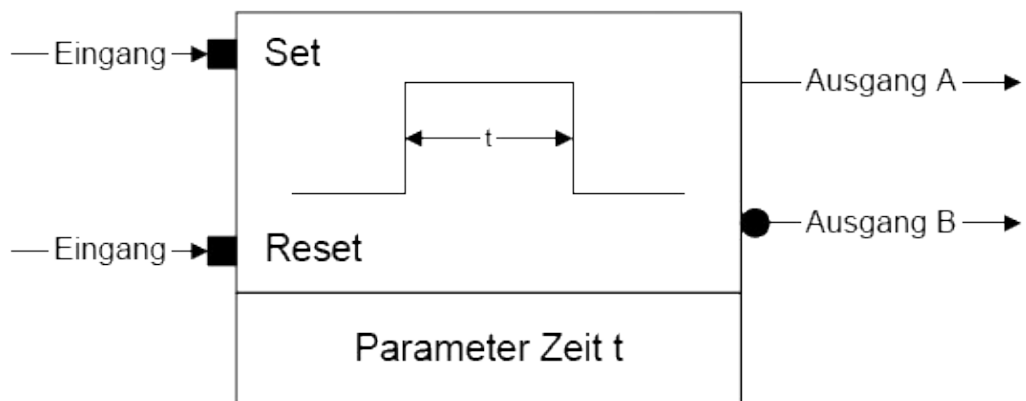 Eingang
Set
Ausgang A
t
Ausgang B
Eingang
Reset
Parameter Zeit t